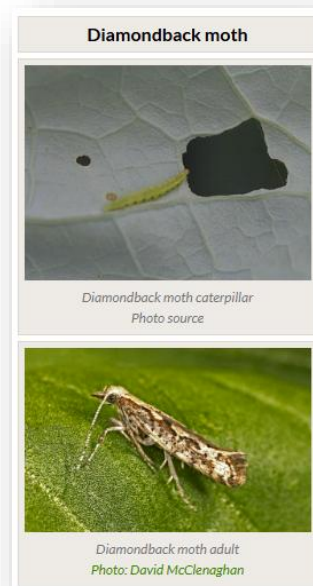 Diamondback moth
Diamondback moth caterpillar
Photo source
Diamondback moth adult
Photo: David McClenaghan